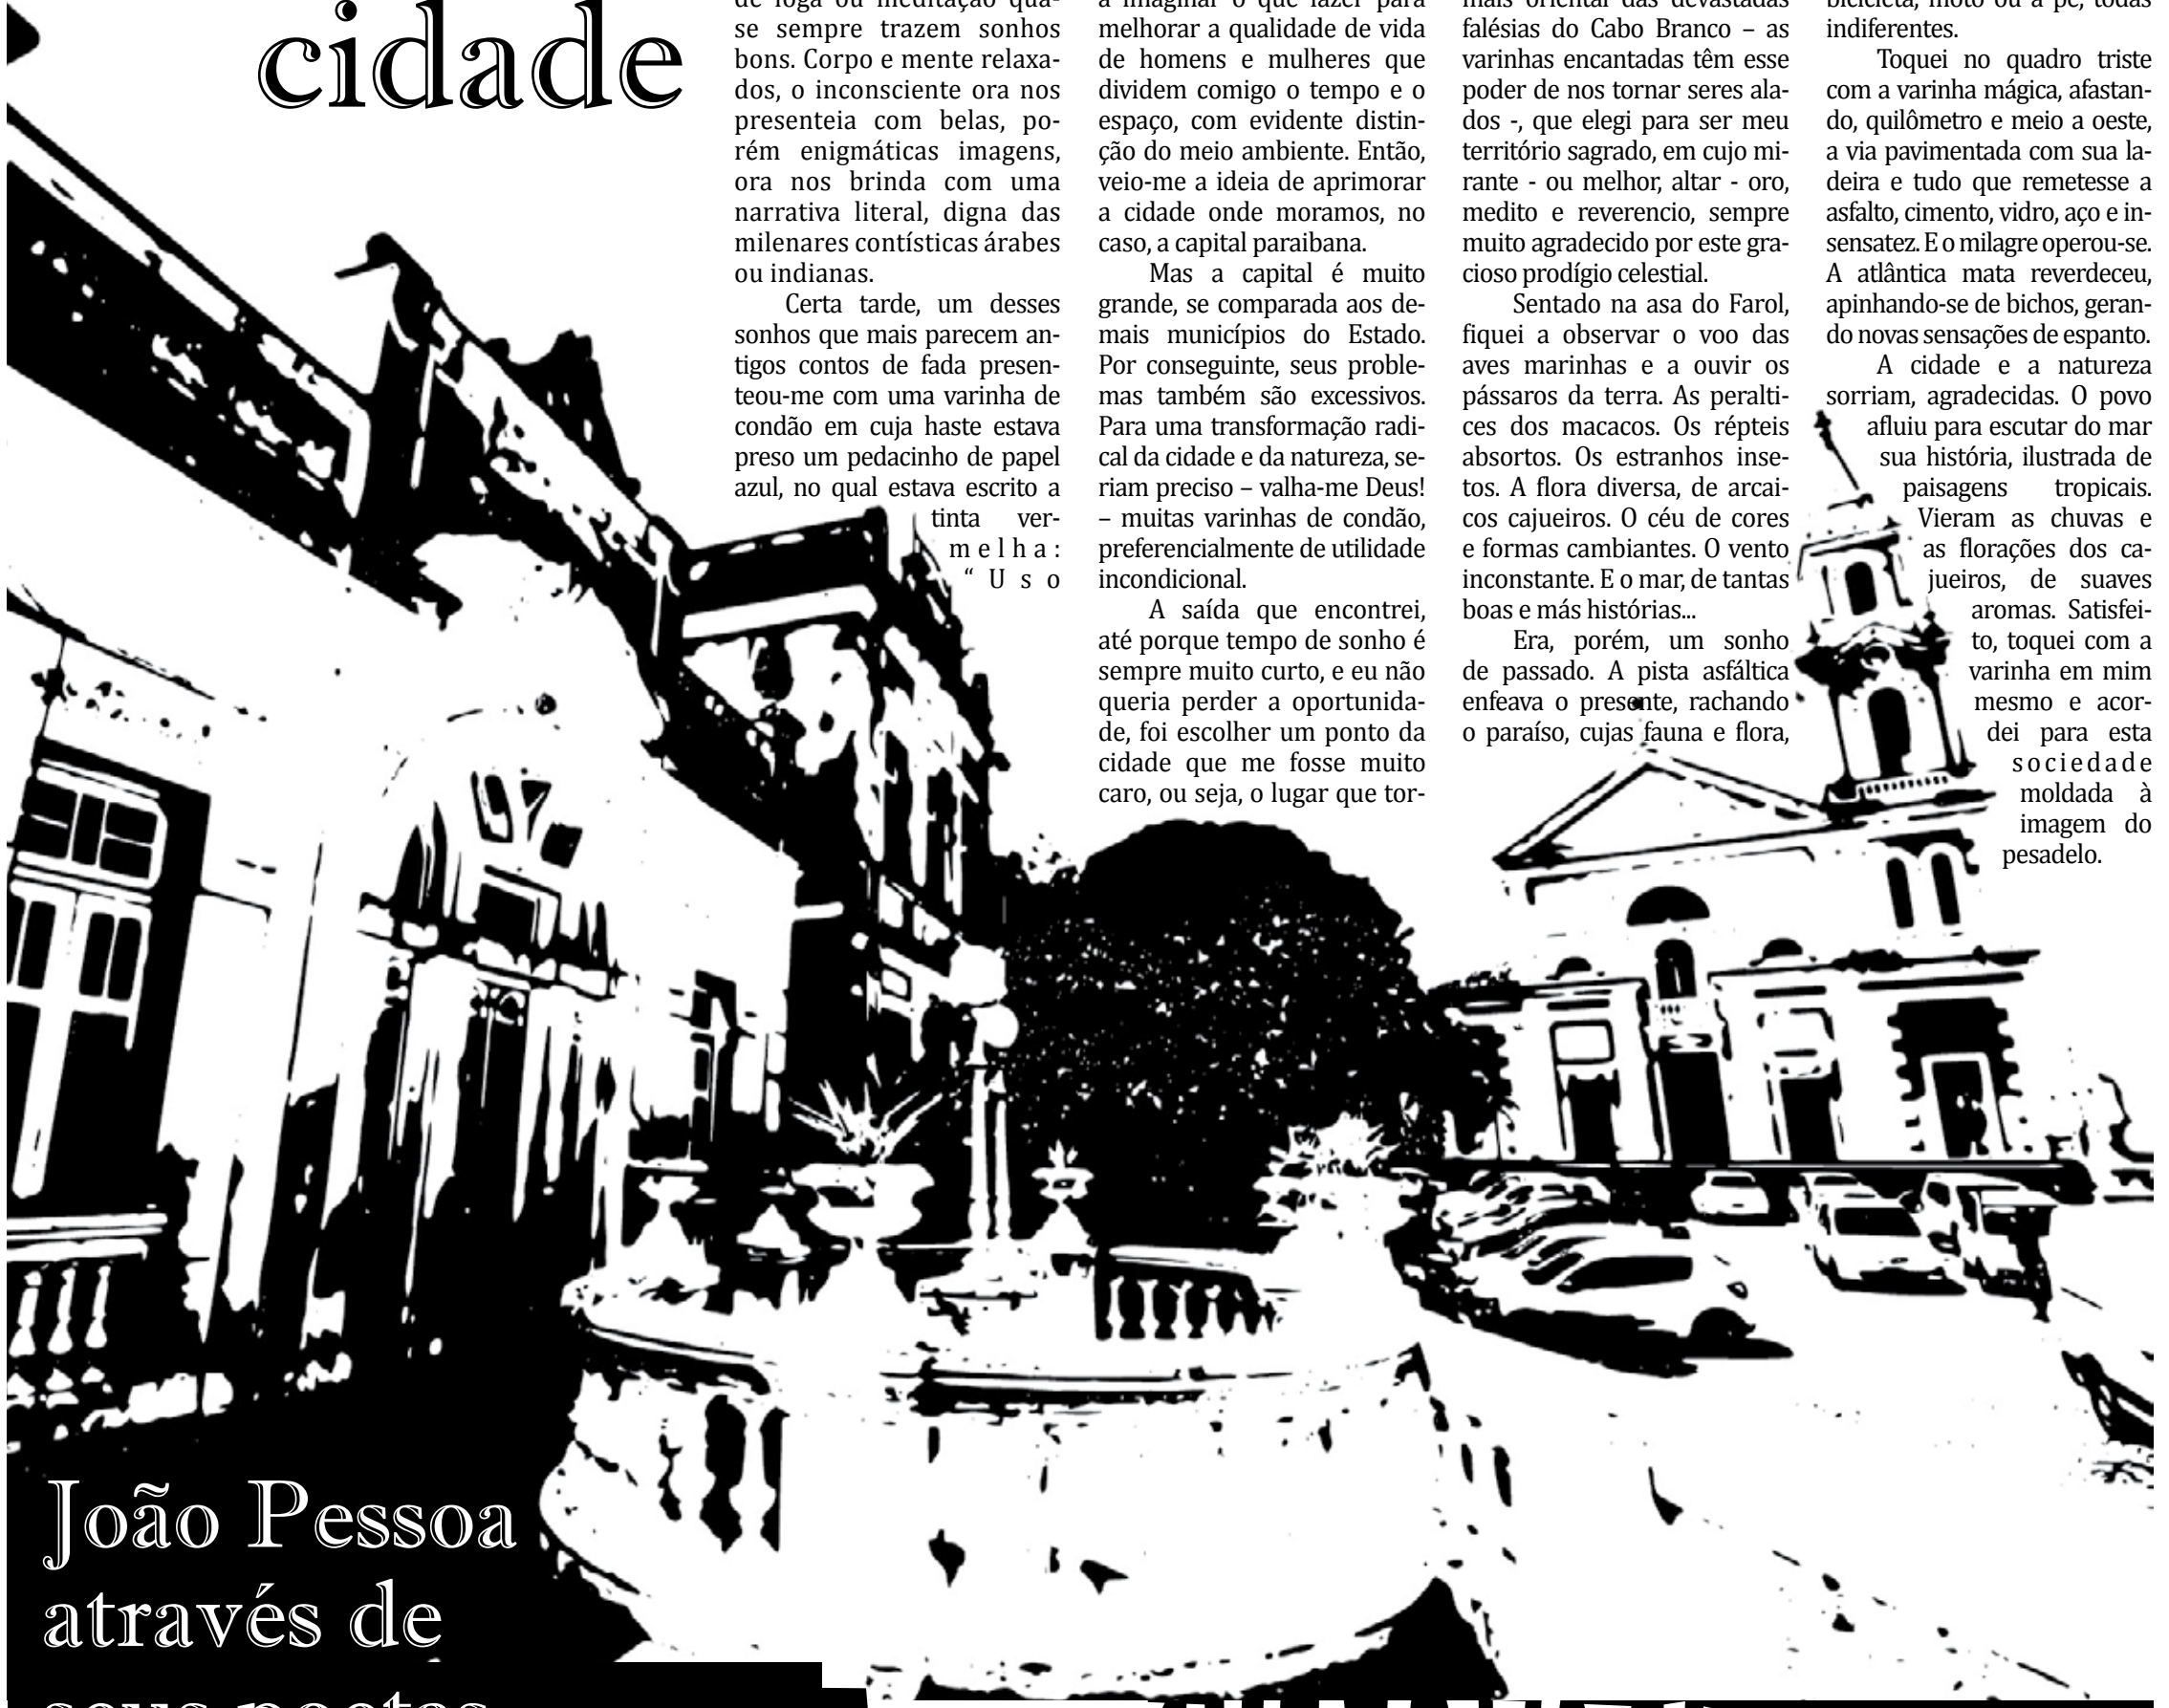 cidade
de ioga ou meditação qua-
se sempre trazem sonhos
bons. Corpo e mente relaxa-
dos, o inconsciente ora nos
presenteia com belas, po-
rém enigmáticas imagens,
ora nos brinda com uma
narrativa literal, digna das
milenares contísticas árabes
ou indianas.
Certa tarde, um desses
sonhos que mais parecem an-
tigos contos de fada presen-
teou-me com uma varinha de
condão em cuja haste estava
preso um pedacinho de papel
azul, no qual estava escrito a
tinta ver-
melha:
“Uso
a imaginar o que fazer para
melhorar a qualidade de vida
de homens e mulheres que
dividem comigo o tempo e o
espaço, com evidente distin-
ção do meio ambiente. Então,
veio-me a ideia de aprimorar
a cidade onde moramos, no
caso, a capital paraibana.
Mas a capital é muito
grande, se comparada aos de-
mais municípios do Estado.
Por conseguinte, seus proble-
mas também são excessivos.
Para uma transformação radi-
cal da cidade e da natureza, se-
riam preciso – valha-me Deus!
– muitas varinhas de condão,
preferencialmente de utilidade
incondicional.
A saída que encontrei,
até porque tempo de sonho é
sempre muito curto, e eu não
queria perder a oportunida-
de, foi escolher um ponto da
cidade que me fosse muito
caro, ou seja, o lugar que tor-
mais oriental das devastadas
falésias do Cabo Branco – as
varinhas encantadas têm esse
poder de nos tornar seres ala-
dos -, que elegi para ser meu
território sagrado, em cujo mi-
rante - ou melhor, altar - oro,
medito e reverencio, sempre
muito agradecido por este gra-
cioso prodígio celestial.
Sentado na asa do Farol,
fiquei a observar o voo das
aves marinhas e a ouvir os
pássaros da terra. As peralti-
ces dos macacos. Os répteis
absortos. Os estranhos inse-
tos. A flora diversa, de arcai-
cos cajueiros. O céu de cores
e formas cambiantes. O vento
inconstante. E o mar, de tantas
boas e más histórias...
Era, porém, um sonho
de passado. A pista asfáltica
enfeava o presente, rachando
o paraíso, cujas fauna e flora,
bicicleta, moto ou a pé, todas
indiferentes.
Toquei no quadro triste
com a varinha mágica, afastan-
do, quilômetro e meio a oeste,
a via pavimentada com sua la-
deira e tudo que remetesse a
asfalto, cimento, vidro, aço e in-
sensatez. E o milagre operou-se.
A atlântica mata reverdeceu,
apinhando-se de bichos, geran-
do novas sensações de espanto.
A cidade e a natureza
sorriam, agradecidas. O povo
afluiu para escutar do mar
sua história, ilustrada de
paisagens tropicais.
Vieram as chuvas e
as florações dos ca-
jueiros, de suaves
aromas. Satisfei-
to, toquei com a
varinha em mim
mesmo e acor-
dei para esta
sociedade
moldada à
imagem do
pesadelo.
João Pessoa
através de
seus poetas